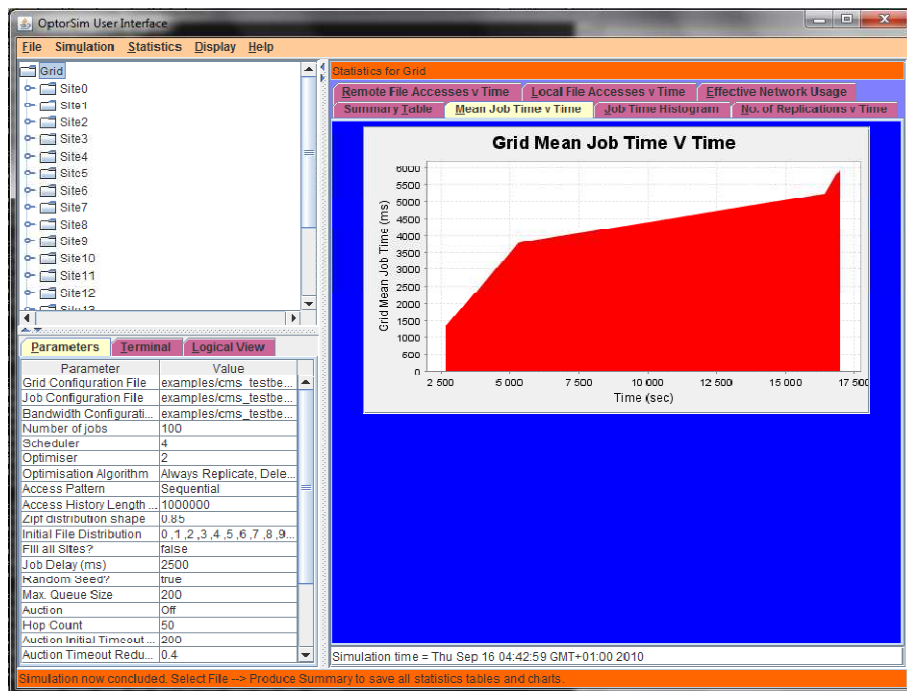 OptorSim User Interface
File Simulation Statistics Display Help
Grid
Site0
Site1
Site2
Site3
Site4
Site5
Site6
Site7
Site8
Site9
Site10
Site11
Site12
Site13
Parameters Terminal Logical View
Parameter Value
Grid Configuration File examples/cms_testbe...
Job Configuration File examples/cms_testbe...
Bandwidth Configurati... examples/cms_testbe...
Number of jobs 100
Scheduler 4
Optimiser 2
Optimisation Algorithm Always Replicate, Dele...
Access Pattern Sequential
Access History Length ... 1000000
Zipf distribution shape 0.85
Initial File Distribution 0,1,2,3,4,5,6,7,8,9...
Fill all Sites? false
Job Delay (ms) 2500
Random Seed? true
Max. Queue Size 200
Auction Off
Hop Count 50
Auction Initial Timeout ... 200
Auction Timeout Redu... 0.4
Statistics for Grid
Remote File Accesses v Time Local File Accesses v Time Effective Network Usage
Summary Table Mean Job Time v Time Job Time Histogram No. of Replications v Time
Grid Mean Job Time V Time
Grid Mean Job Time (ms)
6000
5500
5000
4500
4000
3500
3000
2500
2000
1500
1000
500
0
2 500 5 000 7 500 10 000 12 500 15 000 17 500
Time (sec)
Simulation time = Thu Sep 16 04:42:59 GMT+01:00 2010
Simulation now concluded. Select File --> Produce Summary to save all statistics tables and charts.